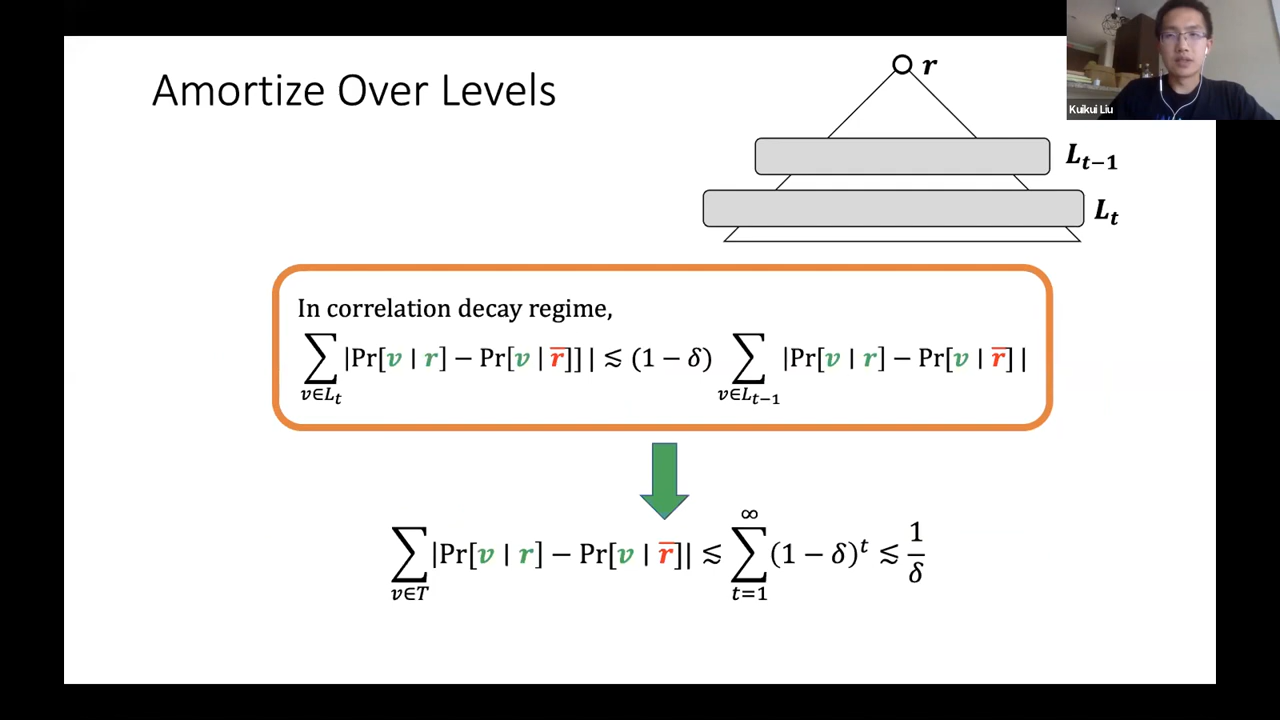 Amortize Over Levels
r
Kuikui Liu
L_{t-1}
L_t
In correlation decay regime,
∑_{v∈L_t} |Pr[v | r] − Pr[v | r̅]] | ≲ (1 − δ) ∑_{v∈L_{t-1}} |Pr[v | r] − Pr[v | r̅] |
∑_{v∈T} |Pr[v | r] − Pr[v | r̅]| ≲ ∑_{t=1}^{∞} (1 − δ)^t ≲ 1/δ